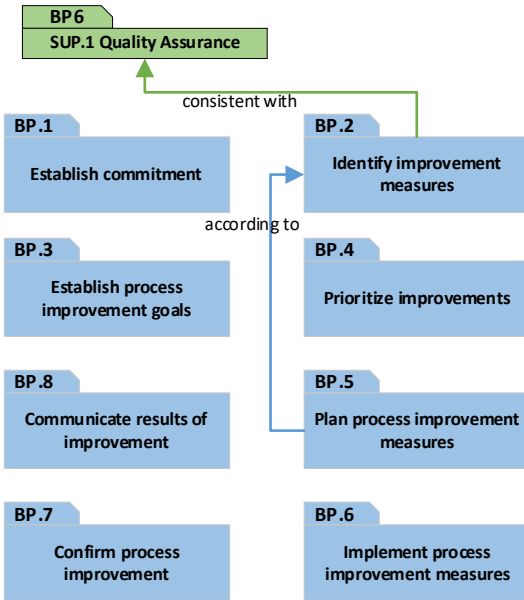 BP6
SUP.1 Quality Assurance
consistent with
BP.1
Establish commitment
BP.2
Identify improvement
measures
according to
BP.3
Establish process
improvement goals
BP.4
Prioritize improvements
BP.8
Communicate results of
improvement
BP.5
Plan process improvement
measures
BP.7
Confirm process
improvement
BP.6
Implement process
improvement measures